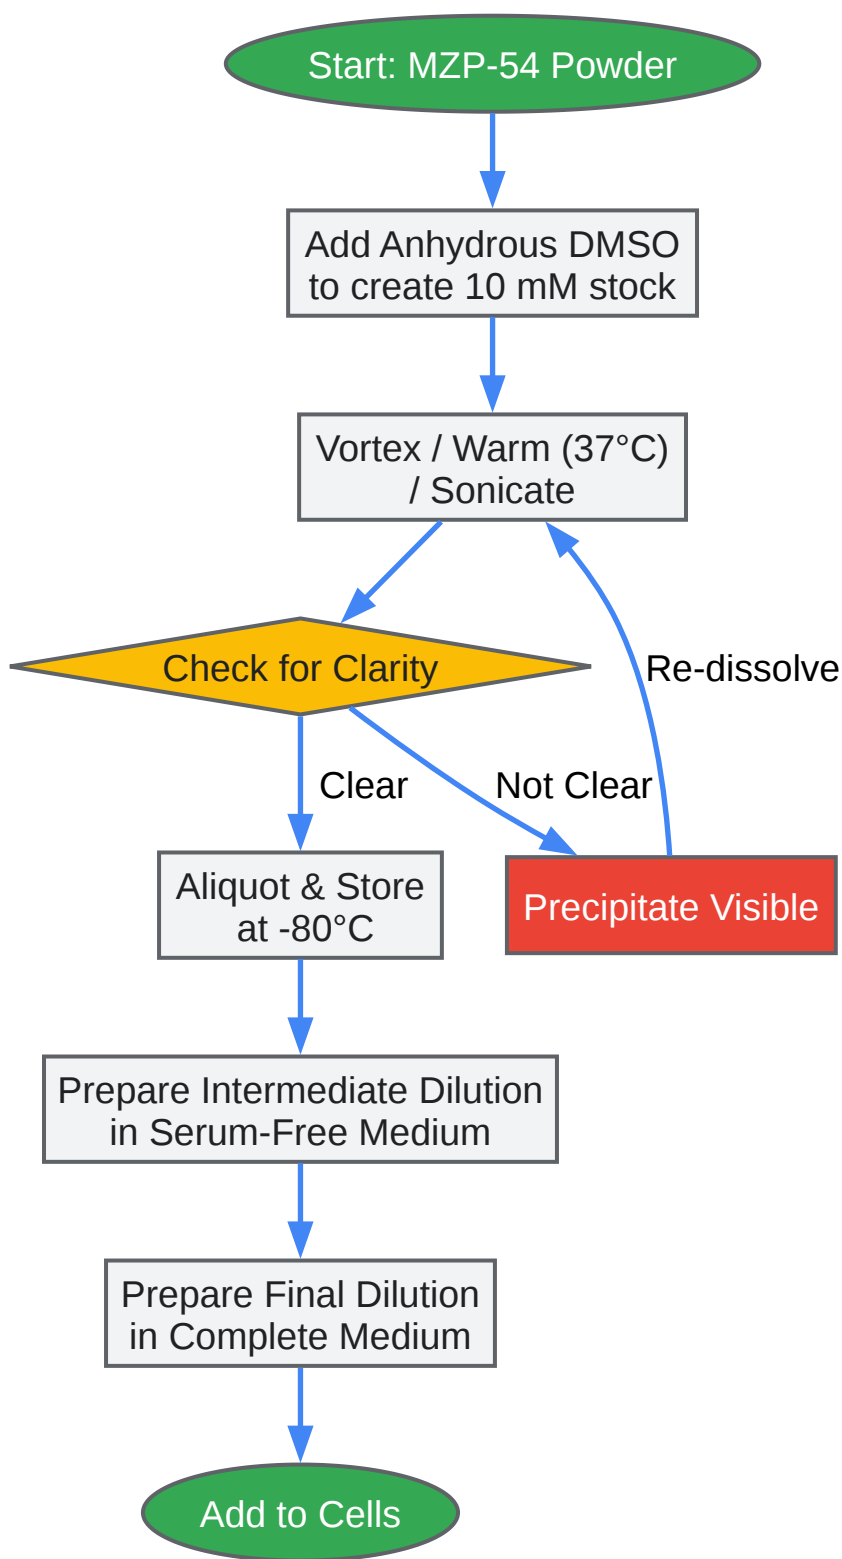 Start: MZP-54 Powder
Add Anhydrous DMSO
to create 10 mM stock
Vortex / Warm (37°C)
/ Sonicate
Check for Clarity
Re-dissolve
Clear
Not Clear
Aliquot & Store
at -80°C
Precipitate Visible
Prepare Intermediate Dilution
in Serum-Free Medium
Prepare Final Dilution
in Complete Medium
Add to Cells